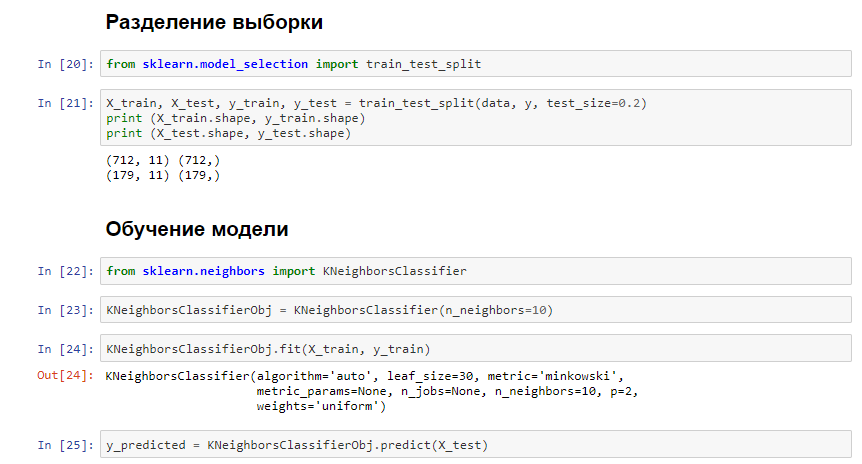 Разделение выборки
In [20]: from sklearn.model_selection import train_test_split
In [21]: X_train, X_test, y_train, y_test = train_test_split(data, y, test_size=0.2)
print (X_train.shape, y_train.shape)
print (X_test.shape, y_test.shape)
(712, 11) (712,)
(179, 11) (179,)
Обучение модели
In [22]: from sklearn.neighbors import KNeighborsClassifier
In [23]: KNeighborsClassifierObj = KNeighborsClassifier(n_neighbors=10)
In [24]: KNeighborsClassifierObj.fit(X_train, y_train)
Out[24]: KNeighborsClassifier(algorithm='auto', leaf_size=30, metric='minkowski',
metric_params=None, n_jobs=None, n_neighbors=10, p=2,
weights='uniform')
In [25]: y_predicted = KNeighborsClassifierObj.predict(X_test)